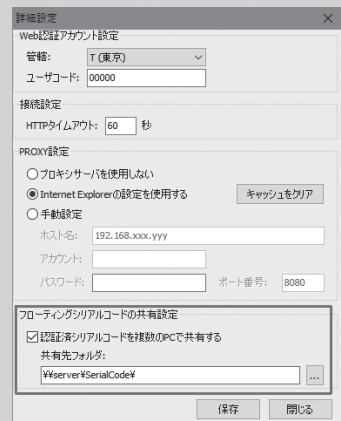 詳細設定
Web認証アカウント設定
管轄: T (東京)
ユーザコード: 00000
接続設定
HTTPタイムアウト: 60 秒
PROXY設定
プロキシサーバを使用しない
Internet Explorerの設定を使用する キャッシュをクリア
手動設定
ホスト名: 192.168.xxx.yyy
アカウント:
パスワード: ポート番号: 8080
フローティングシリアルコードの共有設定
認証済シリアルコードを複数のPCで共有する
共有先フォルダ:
¥¥server¥SerialCode¥ ...
保存 閉じる